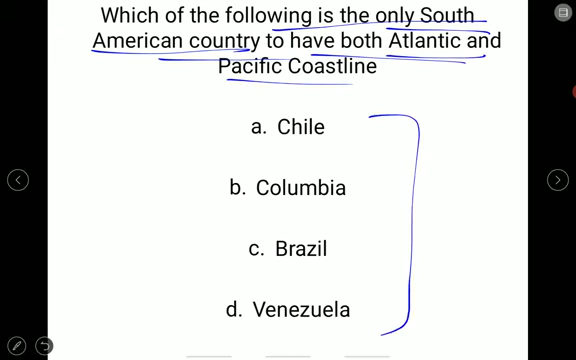 Which of the following is the only South
American country to have both Atlantic and
Pacific Coastline
a. Chile
b. Columbia
c. Brazil
d. Venezuela